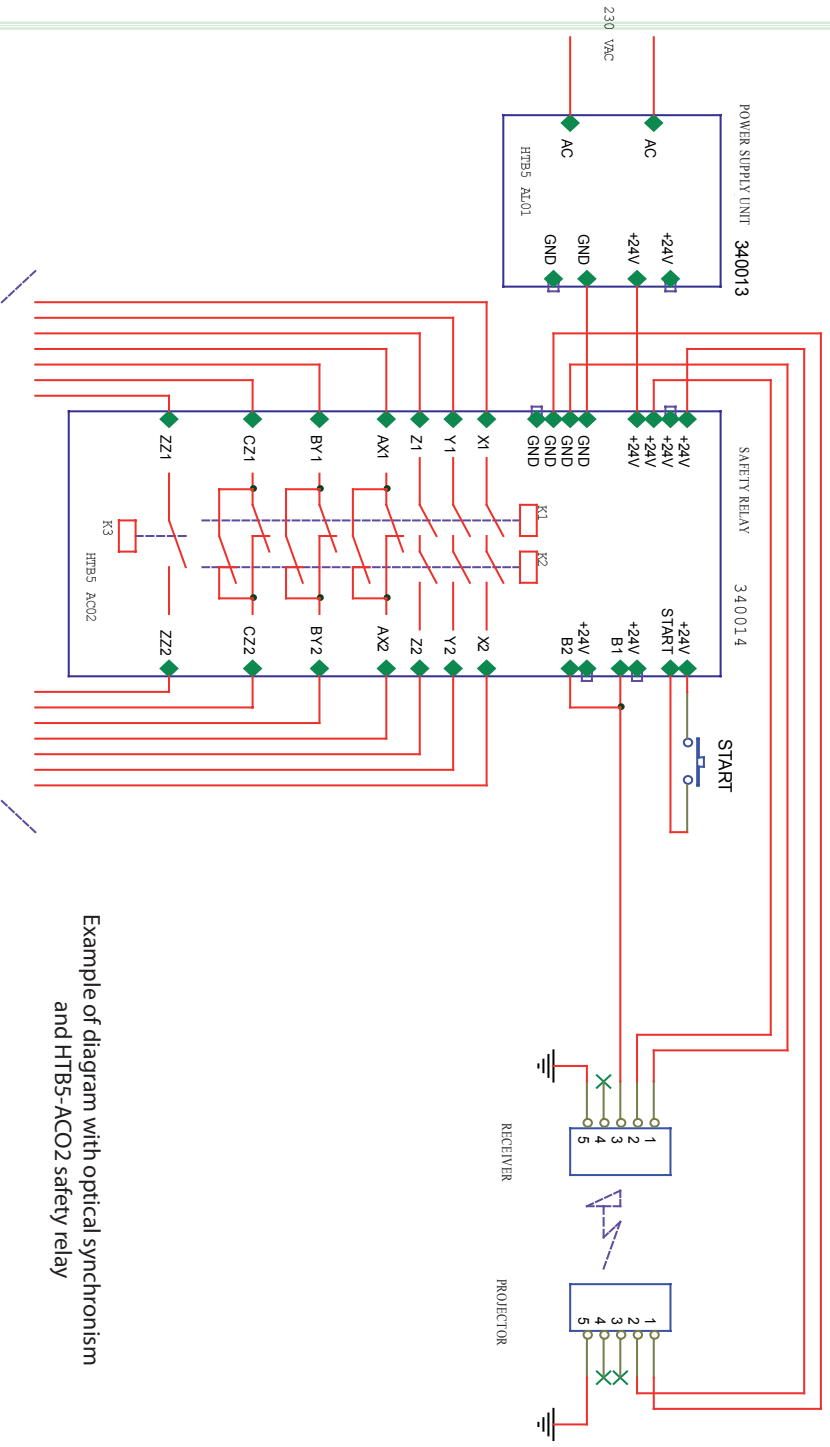 230 VAC
POWER SUPPLY UNIT 340013
AC
AC
HTB5 AL01
+24V
+24V
GND
GND
SAFETY RELAY 340014
+24V
+24V
+24V
+24V
GND
GND
GND
GND
X1
Y1
Z1
AX1
BY1
CZ1
ZZ1
K1
K2
K3
HTB5 AC02
+24V
START
+24V
B1
+24V
B2
X2
Y2
Z2
AX2
BY2
CZ2
ZZ2
START
1
2
3
4
5
RECEIVER
1
2
3
4
5
PROJECTOR
Example of diagram with optical synchronism
and HTB5-ACO2 safety relay